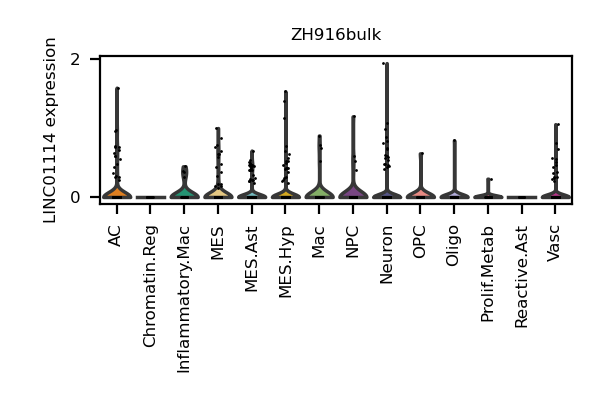 ZH916bulk
LINC01114 expression
2
0
AC
Chromatin.Reg
Inflammatory.Mac
MES
MES.Ast
MES.Hyp
Mac
NPC
Neuron
OPC
Oligo
Prolif.Metab
Reactive.Ast
Vasc